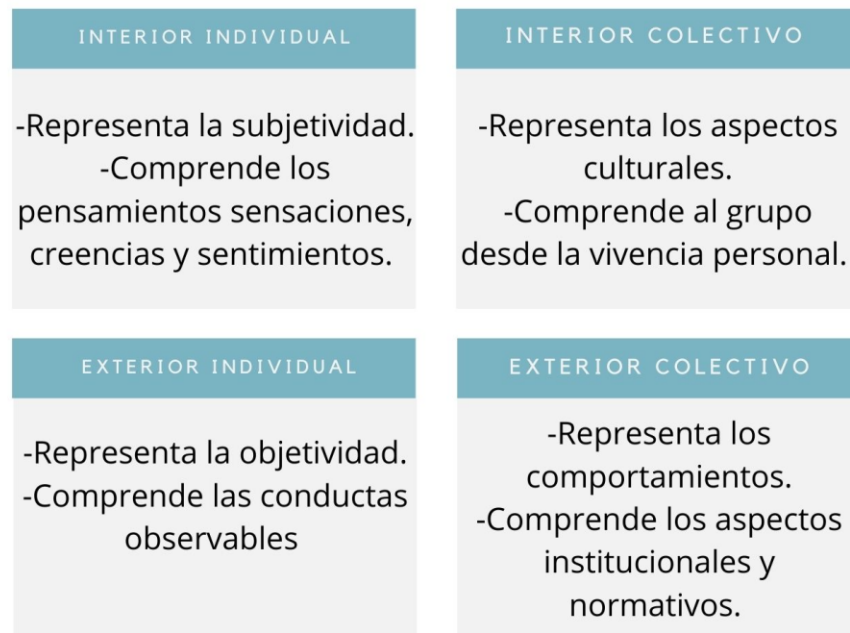 INTERIOR INDIVIDUAL
-Representa la subjetividad.
-Comprende los
pensamientos sensaciones,
creencias y sentimientos.
INTERIOR COLECTIVO
-Representa los aspectos
culturales.
-Comprende al grupo
desde la vivencia personal.
EXTERIOR INDIVIDUAL
-Representa la objetividad.
-Comprende las conductas
observables
EXTERIOR COLECTIVO
-Representa los
comportamientos.
-Comprende los aspectos
institucionales y
normativos.